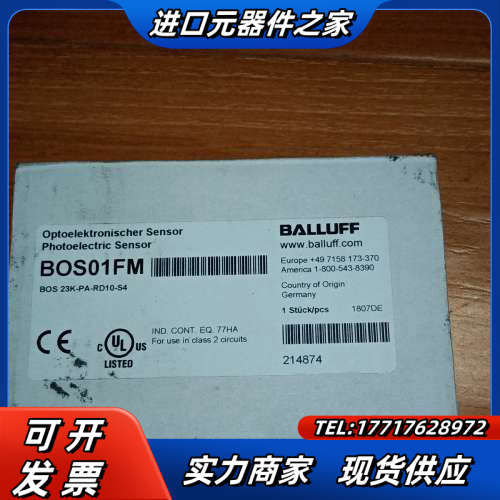 进口元器件之家
Optoelektronischer Sensor
Photoelectric Sensor
BOS01FM
BOS 23K-PA-RD10-S4
BALLUFF
www.balluff.com
Europe +49 7158 173-370
America 1-800-543-8390
Country of Origin
Germany
1 Stück/pcs 1807DE
CE
C UL US
LISTED
IND. CONT. EQ. 77HA
For use in class 2 circuits
214874
可开
发票
TEL:17717628972
实力商家 现货供应